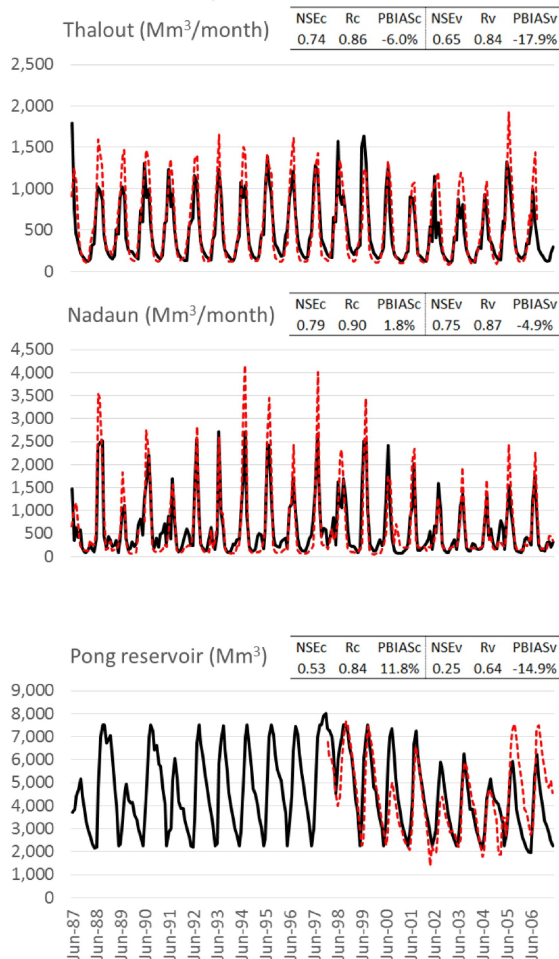 Thalout (Mm³/month)
NSEc Rc PBIASc NSEv Rv PBIASv
0.74 0.86 -6.0% 0.65 0.84 -17.9%
2,500
2,000
1,500
1,000
500
0
Nadaun (Mm³/month)
NSEc Rc PBIASc NSEv Rv PBIASv
0.79 0.90 1.8% 0.75 0.87 -4.9%
4,500
4,000
3,500
3,000
2,500
2,000
1,500
1,000
500
0
Pong reservoir (Mm³)
NSEc Rc PBIASc NSEv Rv PBIASv
0.53 0.84 11.8% 0.25 0.64 -14.9%
9,000
8,000
7,000
6,000
5,000
4,000
3,000
2,000
1,000
0
Jun-87
Jun-88
Jun-89
Jun-90
Jun-91
Jun-92
Jun-93
Jun-94
Jun-95
Jun-96
Jun-97
Jun-98
Jun-99
Jun-00
Jun-01
Jun-02
Jun-03
Jun-04
Jun-05
Jun-06